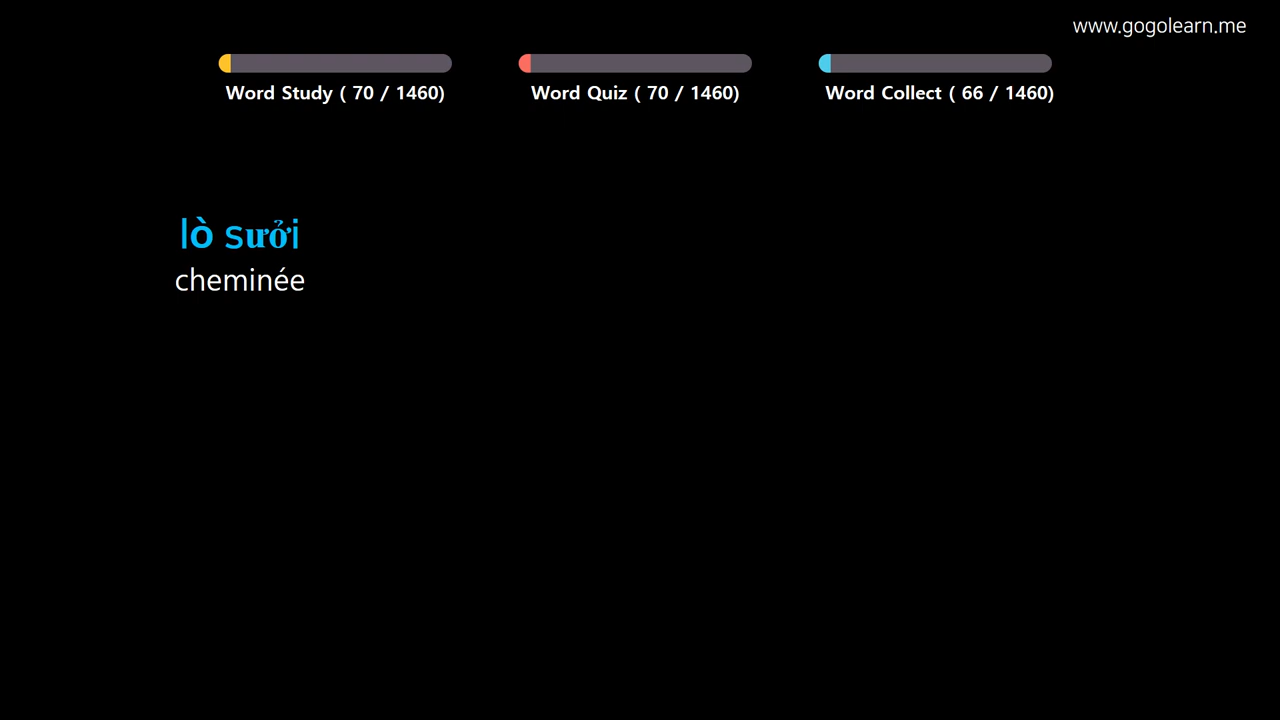 www.gogolearn.me
Word Study ( 70 / 1460)
Word Quiz ( 70 / 1460)
Word Collect ( 66 / 1460)
lò sưởi
cheminée